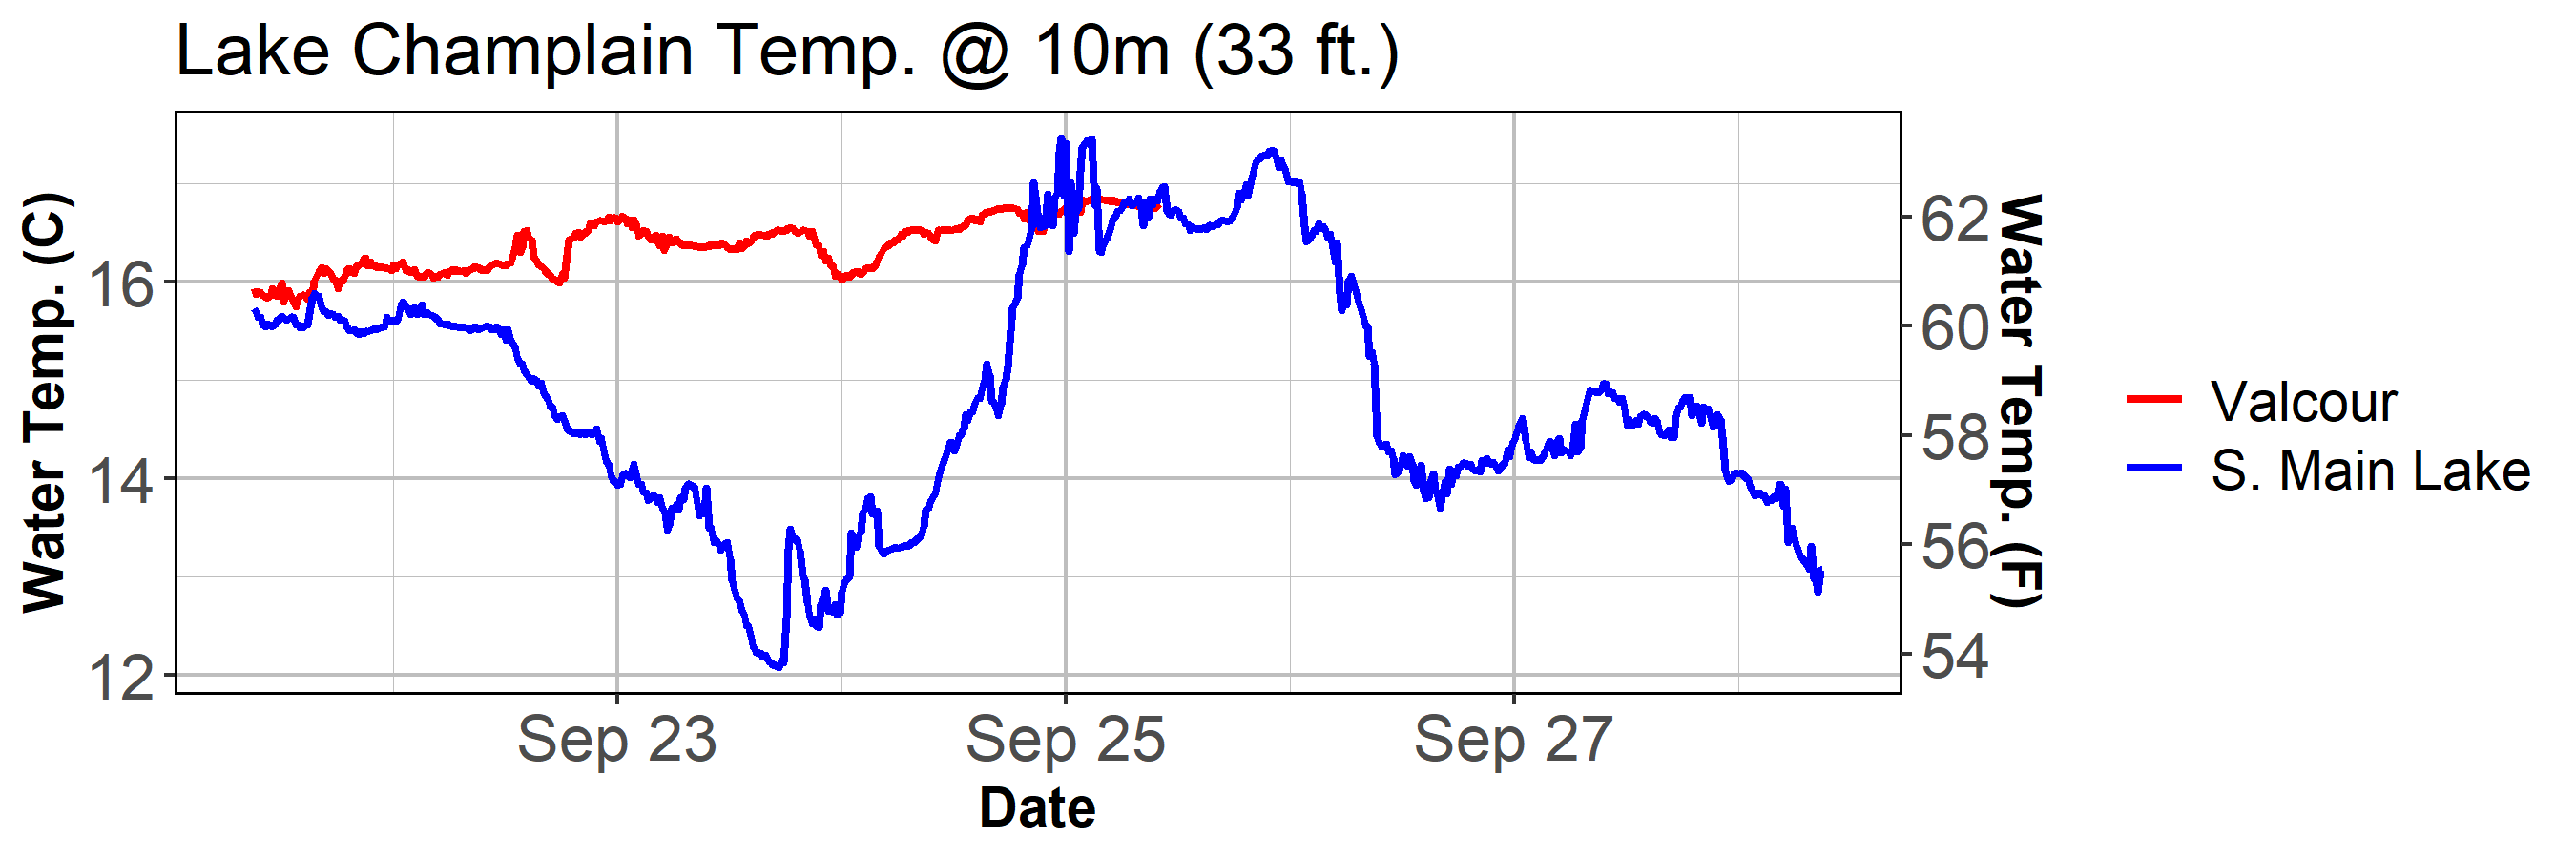 Lake Champlain Temp. @ 10m (33 ft.)
Water Temp. (C)
16
14
12
62
60
58
56
54
Water Temp. (F)
Sep 23
Sep 25
Sep 27
Date
Valcour
S. Main Lake